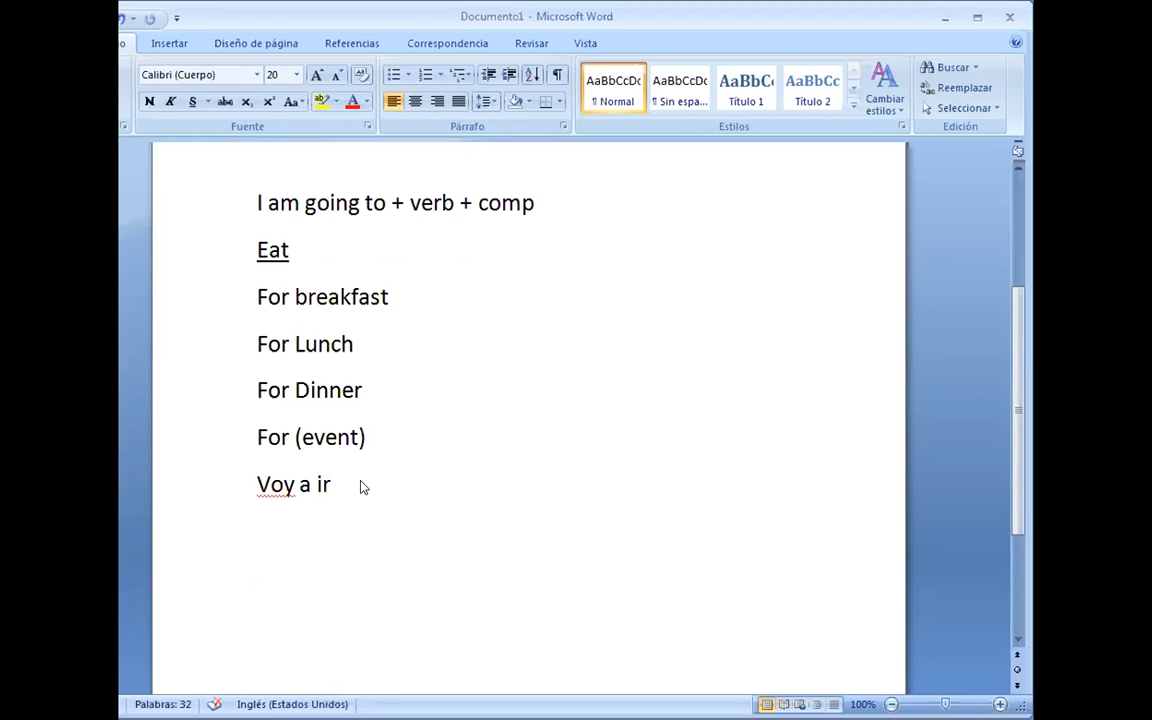 Documento1 - Microsoft Word
Insertar Diseño de página Referencias Correspondencia Revisar Vista
Calibri (Cuerpo) 20
AaBbCcDc AaBbCcDc AaBbC AaBbCc
¶ Normal ¶ Sin espa... Título 1 Título 2
Cambiar estilos
Buscar
Reemplazar
Seleccionar
Fuente Párrafo Estilos Edición
I am going to + verb + comp
Eat
For breakfast
For Lunch
For Dinner
For (event)
Voy a ir
Palabras: 32 Inglés (Estados Unidos) 100%